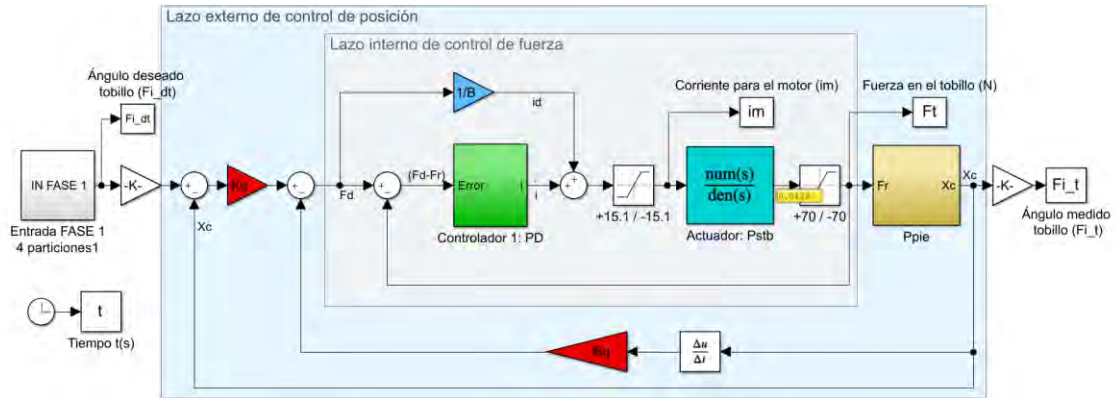 Lazo externo de control de posición
Lazo interno de control de fuerza
Ángulo deseado
tobillo (Fi_dt)
Fi_dt
1/B
id
Corriente para el motor (im)
im
Fuerza en el tobillo (N)
Ft
IN FASE 1
-K-
Kq
Fd
(Fd-Fr)
Error
i
i
num(s)
den(s)
Fr
Xc
Xc
-K-
Fi_t
Xc
Entrada FASE 1
4 particiones1
Controlador 1: PD
+15.1 / -15.1
Actuador: Pstb
+70 / -70
Ppie
Ángulo medido
tobillo (Fi_t)
t
Tiempo t(s)
Bq
Δu
Δt